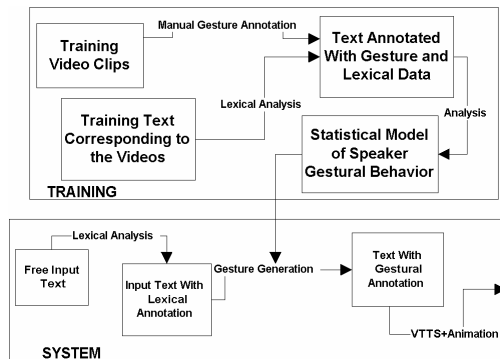 Training
Video Clips
Manual Gesture Annotation
Text Annotated
With Gesture and
Lexical Data
Training Text
Corresponding to
the Videos
Lexical Analysis
Analysis
Statistical Model
of Speaker
Gestural Behavior
TRAINING
Free Input
Text
Lexical Analysis
Input Text With
Lexical
Annotation
Gesture Generation
Text With
Gestural
Annotation
VTTS+Animation
SYSTEM